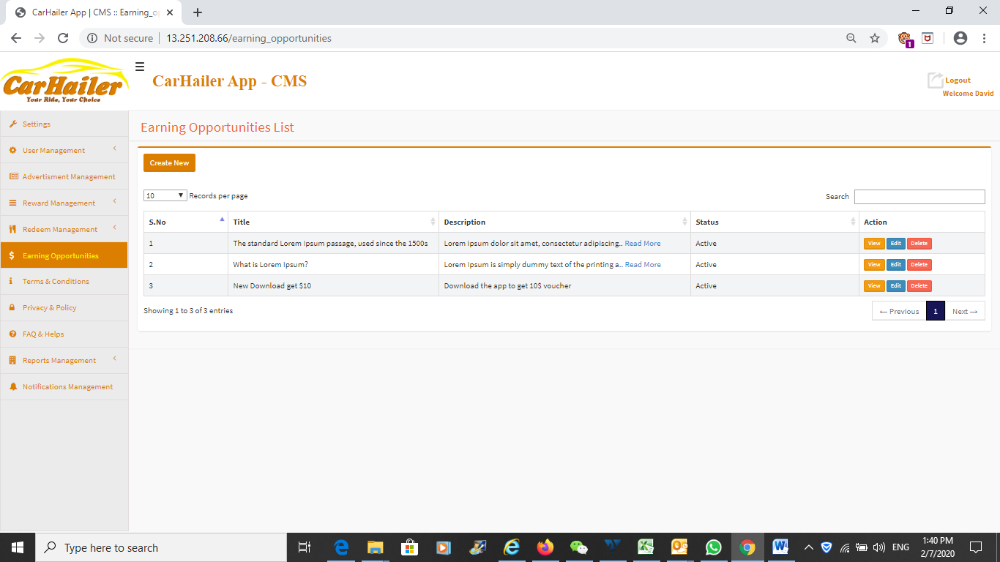 CarHailer App | CMS :: Earning_o
Not secure | 13.251.208.66/earning_opportunities
1
CarHailer
Your Ride, Your Choice
CarHailer App - CMS
Logout
Welcome David
Settings
User Management
Advertisment Management
Reward Management
Redeem Management
Earning Opportunities
Terms & Conditions
Privacy & Policy
FAQ & Helps
Reports Management
Notifications Management
Earning Opportunities List
Create New
10 Records per page
Search
S.No Title Description Status Action
1 The standard Lorem Ipsum passage, used since the 1500s Lorem ipsum dolor sit amet, consectetur adipiscing.. Read More Active View Edit Delete
2 What is Lorem Ipsum? Lorem Ipsum is simply dummy text of the printing a.. Read More Active View Edit Delete
3 New Download get $10 Download the app to get 10$ voucher Active View Edit Delete
Showing 1 to 3 of 3 entries
← Previous 1 Next →
Type here to search
ENG
1:40 PM
2/7/2020